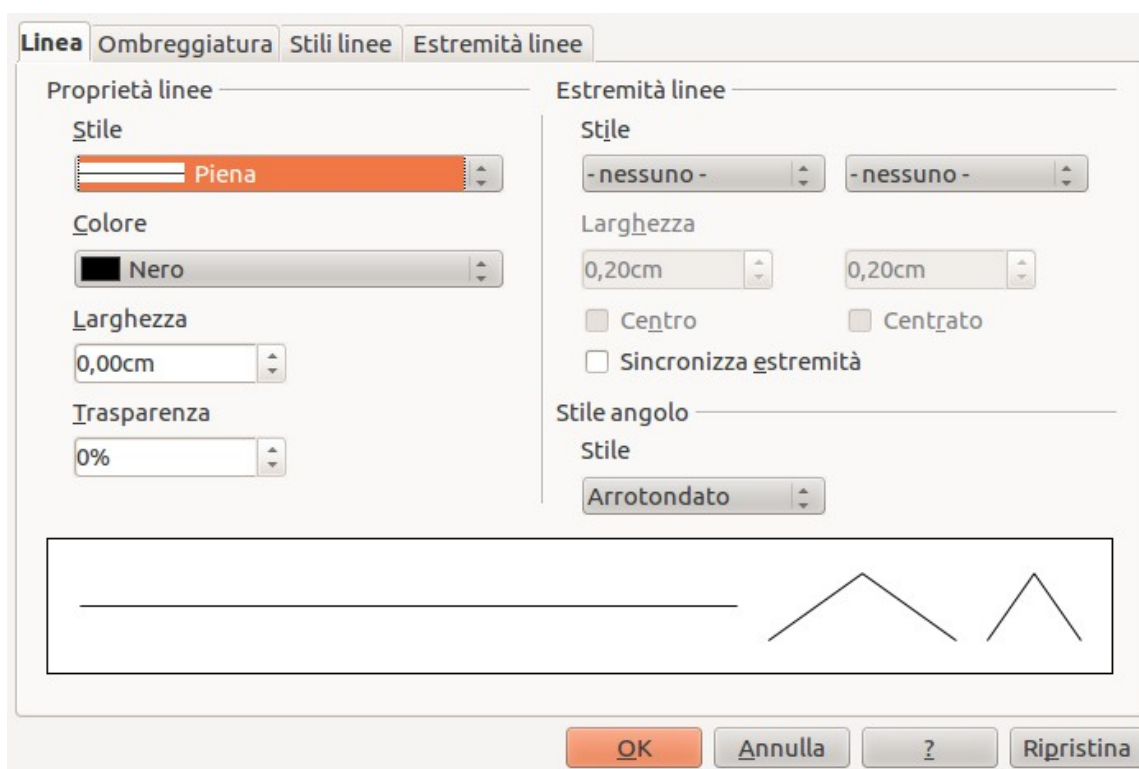 Linea Ombreggiatura Stili linee Estremità linee
Proprietà linee
Stile
Piena
Colore
Nero
Larghezza
0,00cm
Trasparenza
0%
Estremità linee
Stile
- nessuno - - nessuno -
Larghezza
0,20cm 0,20cm
Centro Centrato
Sincronizza estremità
Stile angolo
Stile
Arrotondato
OK Annulla ? Ripristina